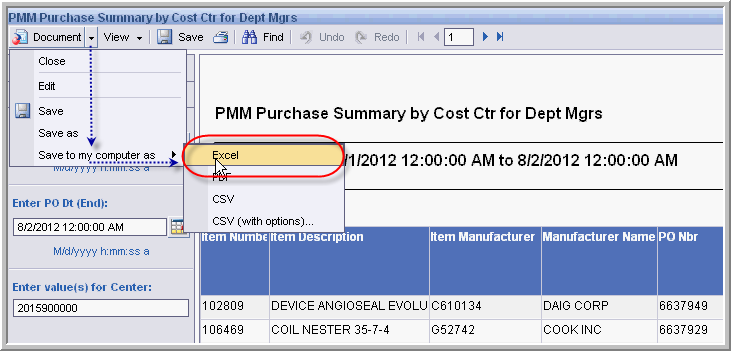 PMM Purchase Summary by Cost Ctr for Dept Mgrs
Document View Save Find Undo Redo 1
Close
Edit
Save
Save as
Save to my computer as
Excel
PDF
CSV
CSV (with options)...
M/d/yyyy h:mm:ss a
Enter PO Dt (End):
8/2/2012 12:00:00 AM
M/d/yyyy h:mm:ss a
Enter value(s) for Center:
2015900000
PMM Purchase Summary by Cost Ctr for Dept Mgrs
/1/2012 12:00:00 AM to 8/2/2012 12:00:00 AM
Item Numbe Item Description Item Manufacturer Manufacturer Name PO Nbr
102809 DEVICE ANGIOSEAL EVOLU C610134 DAIG CORP 6637949
106469 COIL NESTER 35-7-4 G52742 COOK INC 6637929